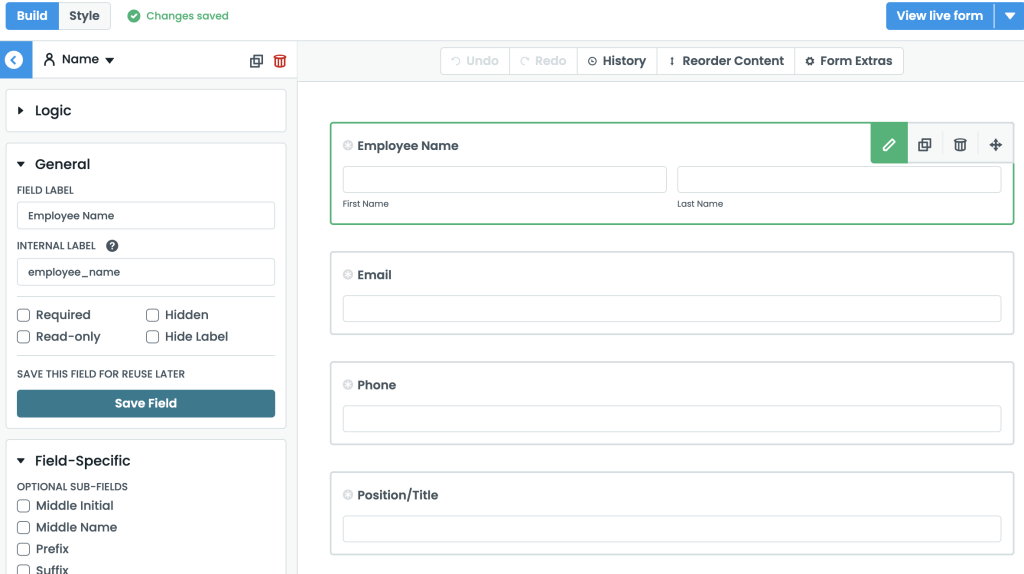 Build Style Changes saved View live form
Name Undo Redo History Reorder Content Form Extras
Logic
General
FIELD LABEL
Employee Name
INTERNAL LABEL ?
employee_name
Required Hidden
Read-only Hide Label
SAVE THIS FIELD FOR REUSE LATER
Save Field
Field-Specific
OPTIONAL SUB-FIELDS
Middle Initial
Middle Name
Prefix
Suffix
Employee Name
First Name Last Name
Email
Phone
Position/Title